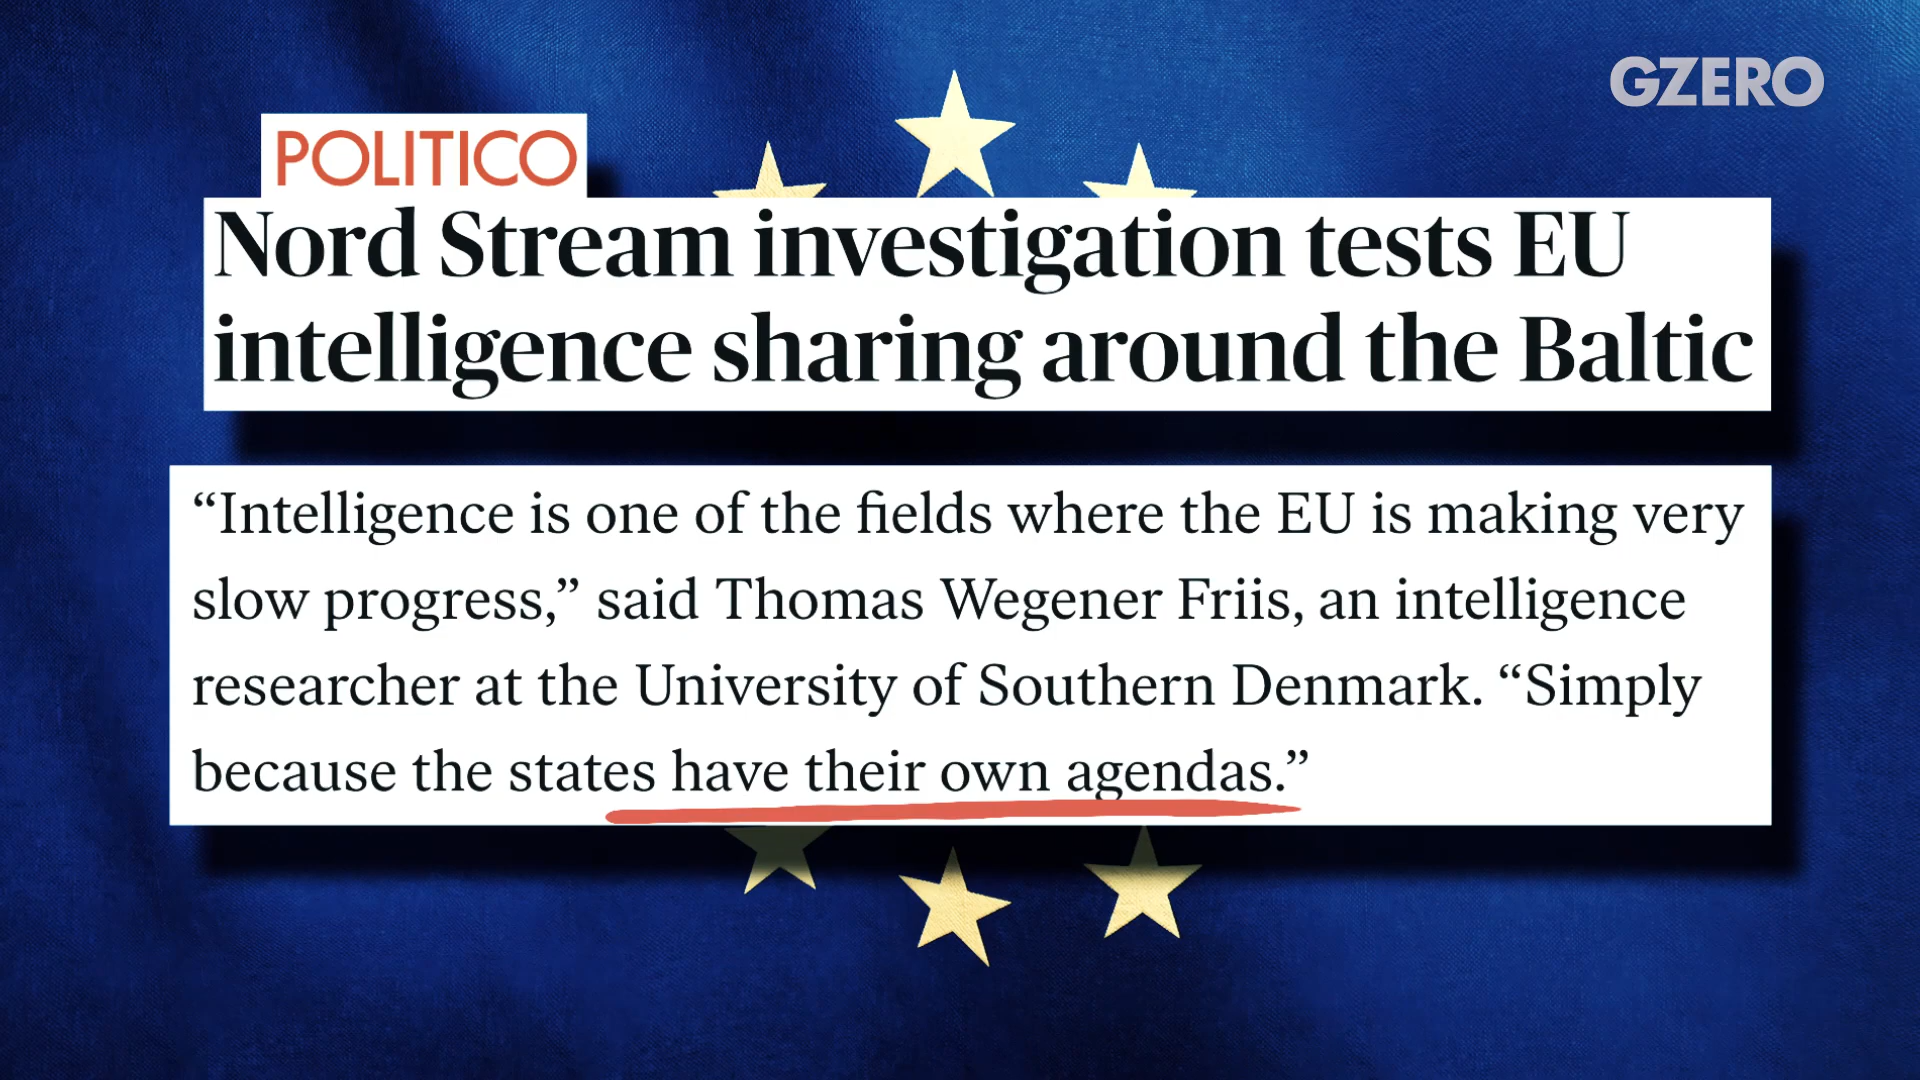 GZERO
POLITICO
Nord Stream investigation tests EU
intelligence sharing around the Baltic
“Intelligence is one of the fields where the EU is making very
slow progress,” said Thomas Wegener Friis, an intelligence
researcher at the University of Southern Denmark. “Simply
because the states have their own agendas.”